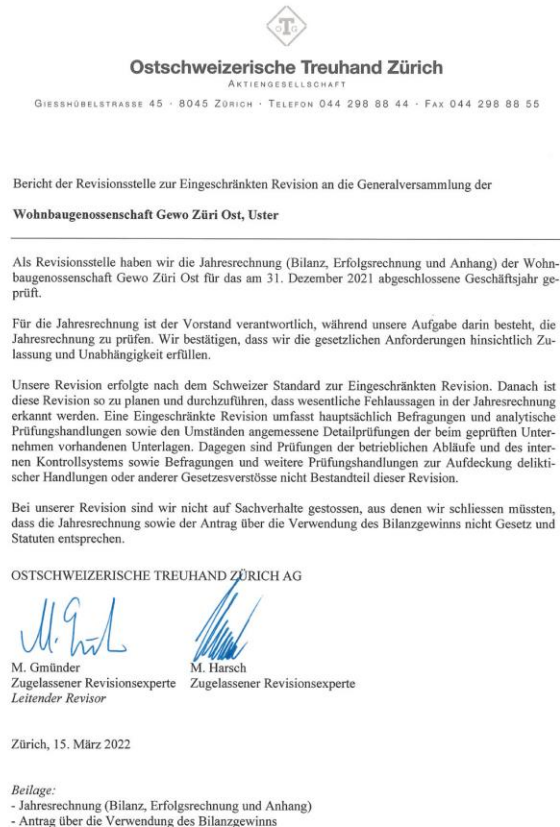 OTG
Ostschweizerische Treuhand Zürich
AKTIENGESELLSCHAFT
GIESSHÜBELSTRASSE 45 · 8045 ZÜRICH · TELEFON 044 298 88 44 · FAX 044 298 88 55
Bericht der Revisionsstelle zur Eingeschränkten Revision an die Generalversammlung der
Wohnbaugenossenschaft Gewo Züri Ost, Uster
Als Revisionsstelle haben wir die Jahresrechnung (Bilanz, Erfolgsrechnung und Anhang) der Wohn-
baugenossenschaft Gewo Züri Ost für das am 31. Dezember 2021 abgeschlossene Geschäftsjahr ge-
prüft.
Für die Jahresrechnung ist der Vorstand verantwortlich, während unsere Aufgabe darin besteht, die
Jahresrechnung zu prüfen. Wir bestätigen, dass wir die gesetzlichen Anforderungen hinsichtlich Zu-
lassung und Unabhängigkeit erfüllen.
Unsere Revision erfolgte nach dem Schweizer Standard zur Eingeschränkten Revision. Danach ist
diese Revision so zu planen und durchzuführen, dass wesentliche Fehlaussagen in der Jahresrechnung
erkannt werden. Eine Eingeschränkte Revision umfasst hauptsächlich Befragungen und analytische
Prüfungshandlungen sowie den Umständen angemessene Detailprüfungen der beim geprüften Unter-
nehmen vorhandenen Unterlagen. Dagegen sind Prüfungen der betrieblichen Abläufe und des inter-
nen Kontrollsystems sowie Befragungen und weitere Prüfungshandlungen zur Aufdeckung delikti-
scher Handlungen oder anderer Gesetzesverstösse nicht Bestandteil dieser Revision.
Bei unserer Revision sind wir nicht auf Sachverhalte gestossen, aus denen wir schliessen müssten,
dass die Jahresrechnung sowie der Antrag über die Verwendung des Bilanzgewinns nicht Gesetz und
Statuten entsprechen.
OSTSCHWEIZERISCHE TREUHAND ZÜRICH AG
M. Gmünder M. Harsch
Zugelassener Revisionsexperte Zugelassener Revisionsexperte
Leitender Revisor
Zürich, 15. März 2022
Beilage:
- Jahresrechnung (Bilanz, Erfolgsrechnung und Anhang)
- Antrag über die Verwendung des Bilanzgewinns